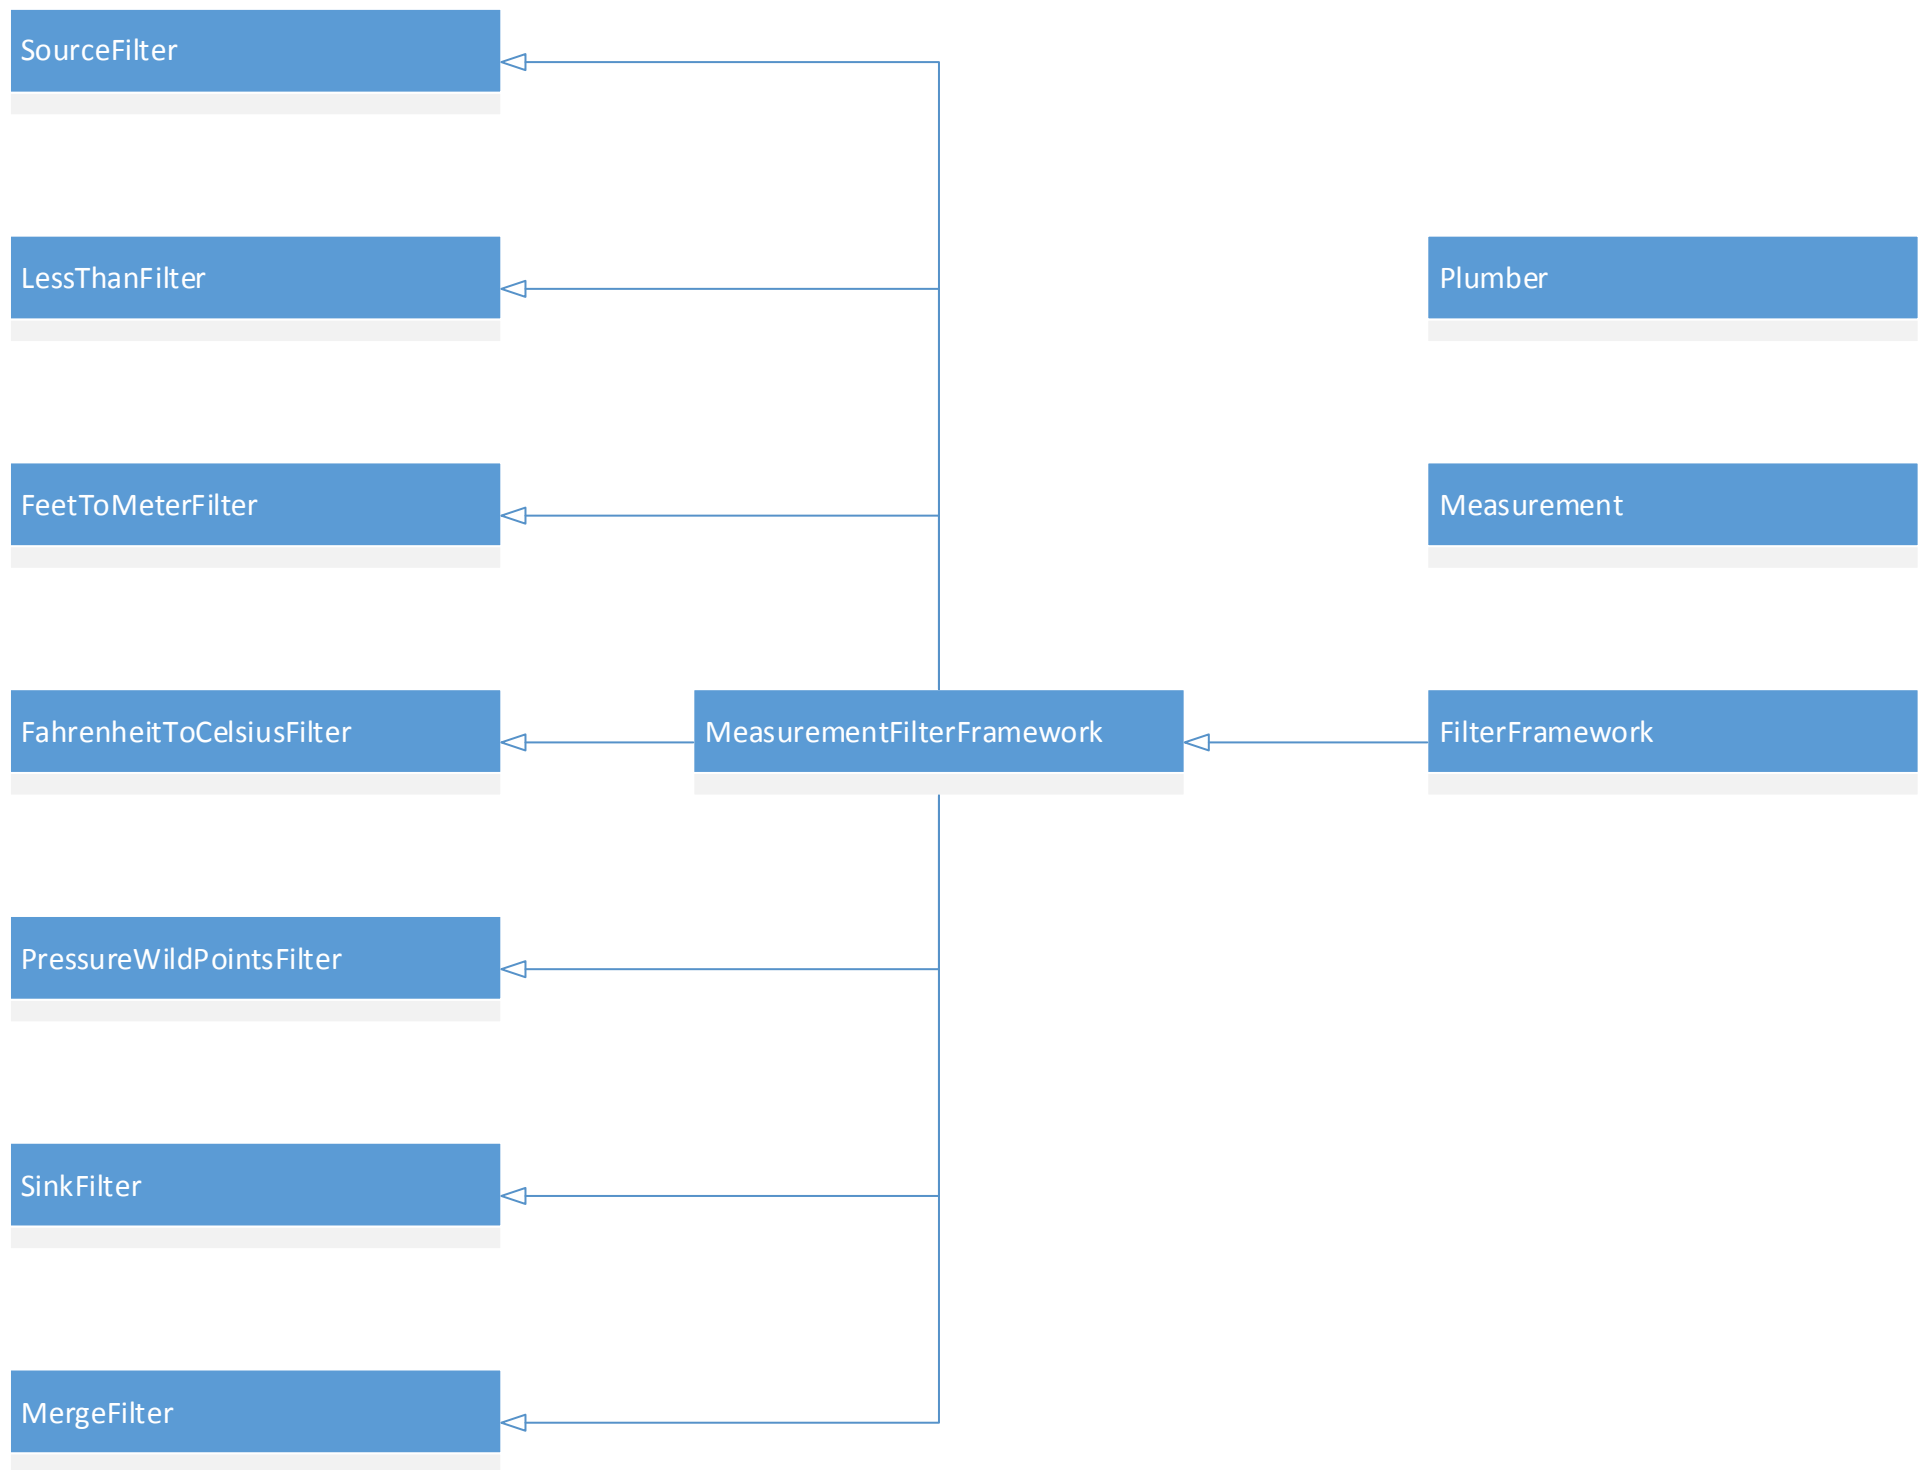 SourceFilter
LessThanFilter
Plumber
FeetToMeterFilter
Measurement
FahrenheitToCelsiusFilter
MeasurementFilterFramework
FilterFramework
PressureWildPointsFilter
SinkFilter
MergeFilter